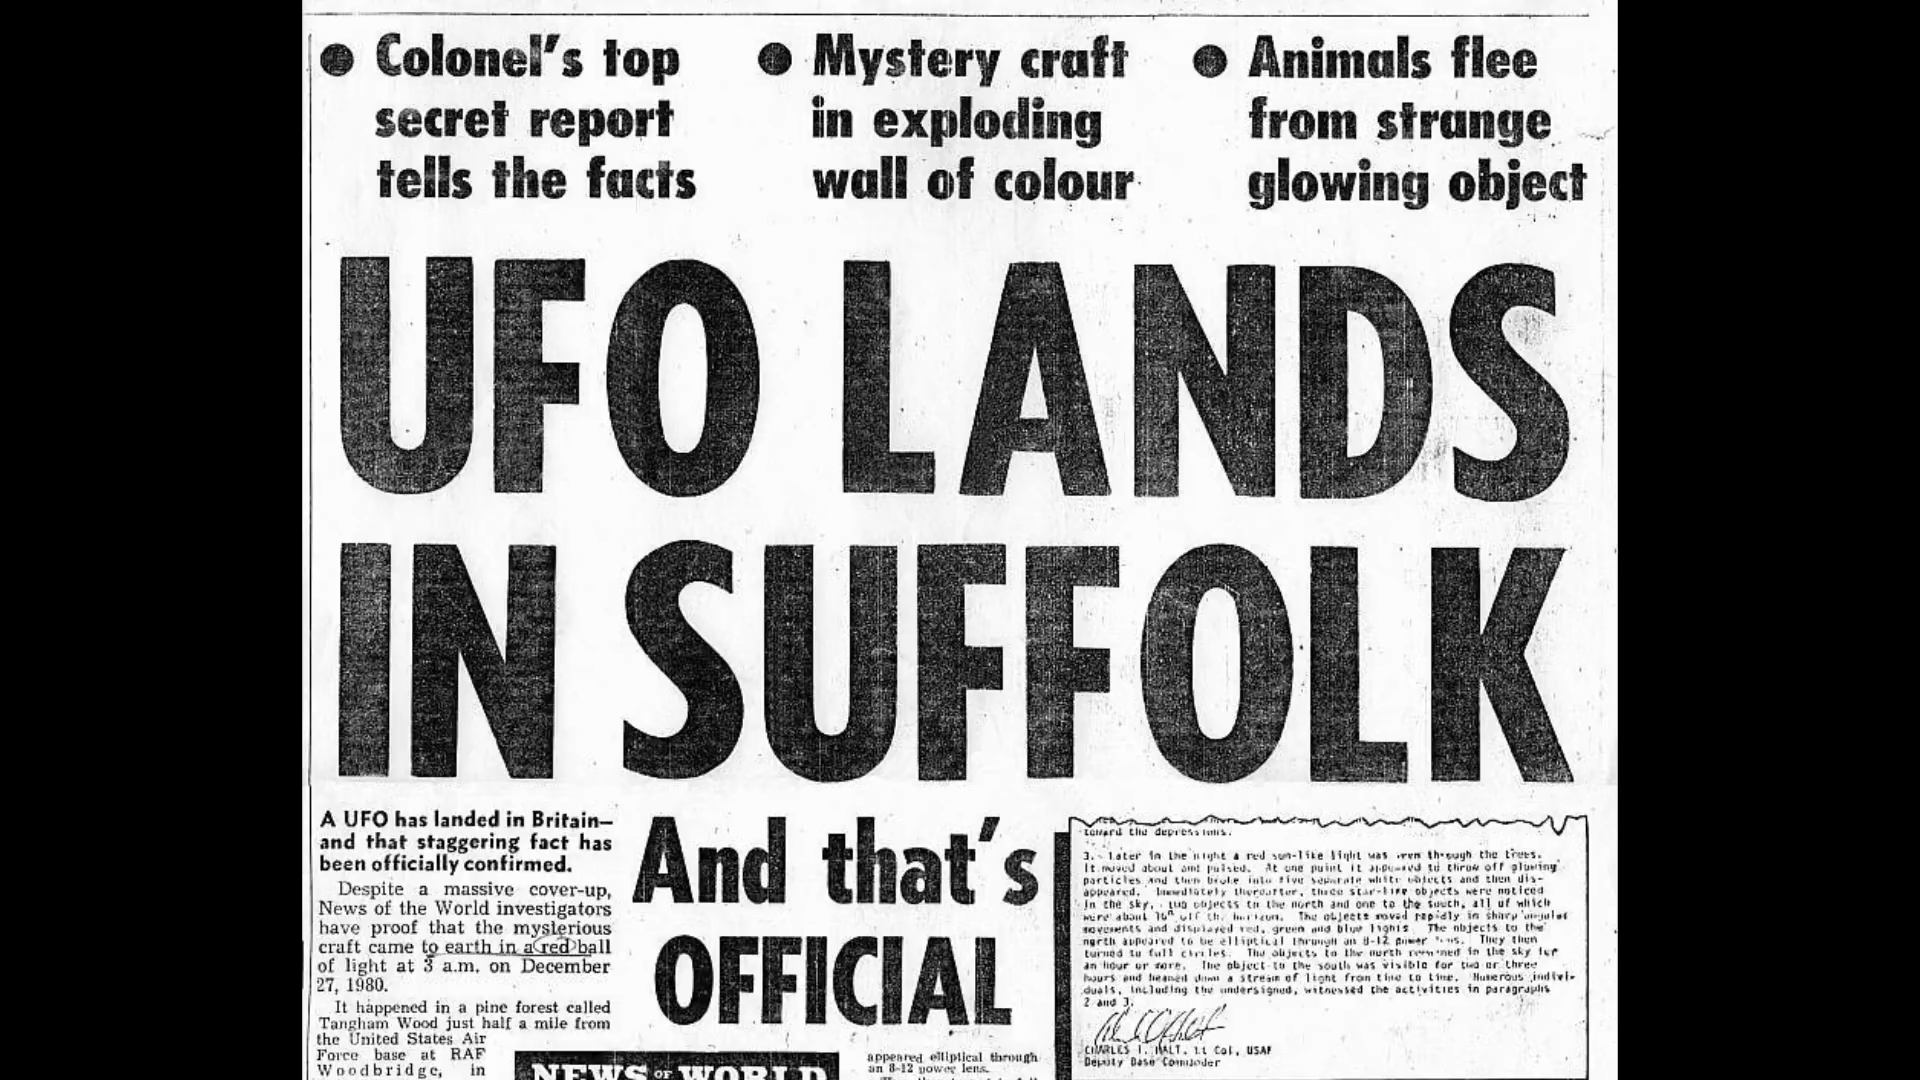 ● Colonel's top
secret report
tells the facts
● Mystery craft
in exploding
wall of colour
● Animals flee
from strange
glowing object
UFO LANDS
IN SUFFOLK
And that's
OFFICIAL
A UFO has landed in Britain—
and that staggering fact has
been officially confirmed.
Despite a massive cover-up,
News of the World investigators
have proof that the mysterious
craft came to earth in a red ball
of light at 3 a.m. on December
27, 1980.
It happened in a pine forest called
Tangham Wood just half a mile from
the United States Air
Force base at RAF
Woodbridge, in
NEWS OF WORLD
appeared elliptical through
an 8-12 power lens.
toward the depressions.
3. Later in the night a red sun-like light was seen through the trees.
It moved about and pulsed. At one point it appeared to throw off glowing
particles and then broke into five separate white objects and then dis-
appeared. Immediately thereafter, three star-like objects were noticed
in the sky, two objects to the north and one to the south, all of which
were about 10° off the horizon. The objects moved rapidly in sharp angular
movements and displayed red, green and blue lights. The objects to the
north appeared to be elliptical through an 8-12 power lens. They then
turned to full circles. The objects to the north remained in the sky for
an hour or more. The object to the south was visible for two or three
hours and beamed down a stream of light from time to time. Numerous indivi-
duals, including the undersigned, witnessed the activities in paragraphs
2 and 3.
CHARLES I. HALT, Lt Col, USAF
Deputy Base Commander